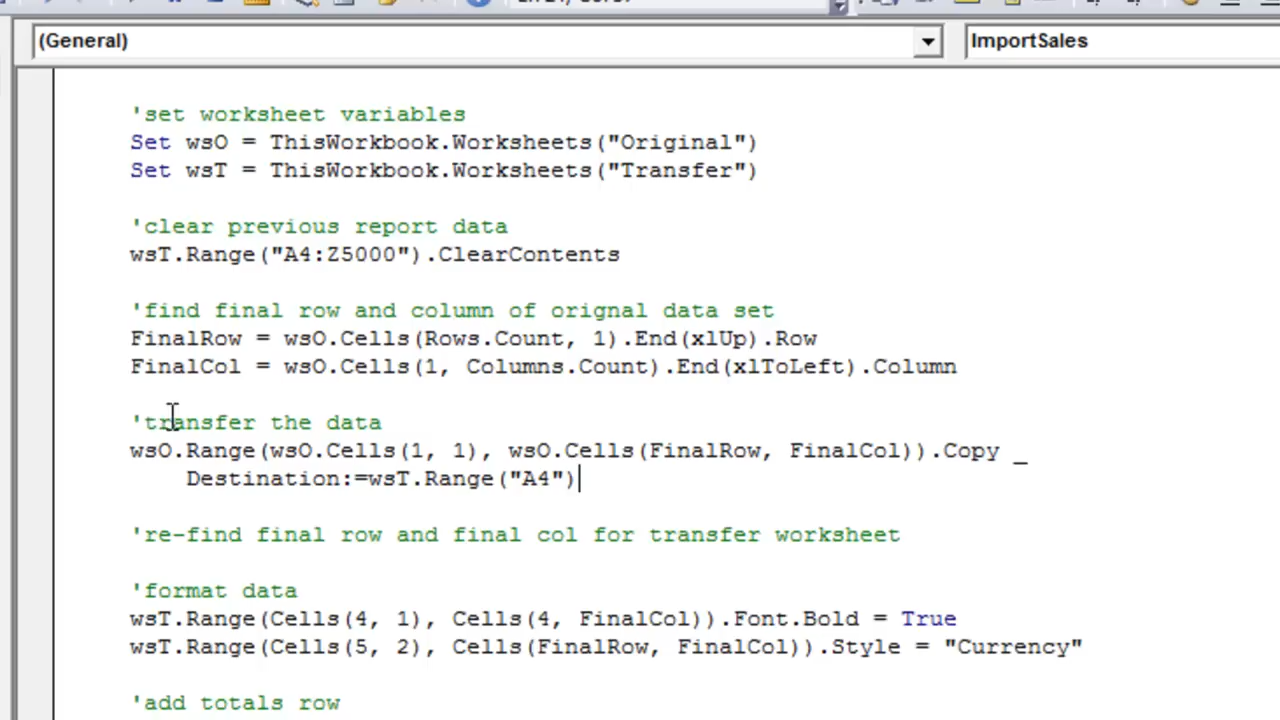 (General)
ImportSales
'set worksheet variables
Set wsO = ThisWorkbook.Worksheets("Original")
Set wsT = ThisWorkbook.Worksheets("Transfer")
'clear previous report data
wsT.Range("A4:Z5000").ClearContents
'find final row and column of orignal data set
FinalRow = wsO.Cells(Rows.Count, 1).End(xlUp).Row
FinalCol = wsO.Cells(1, Columns.Count).End(xlToLeft).Column
'transfer the data
wsO.Range(wsO.Cells(1, 1), wsO.Cells(FinalRow, FinalCol)).Copy _
Destination:=wsT.Range("A4")
're-find final row and final col for transfer worksheet
'format data
wsT.Range(Cells(4, 1), Cells(4, FinalCol)).Font.Bold = True
wsT.Range(Cells(5, 2), Cells(FinalRow, FinalCol)).Style = "Currency"
'add totals row